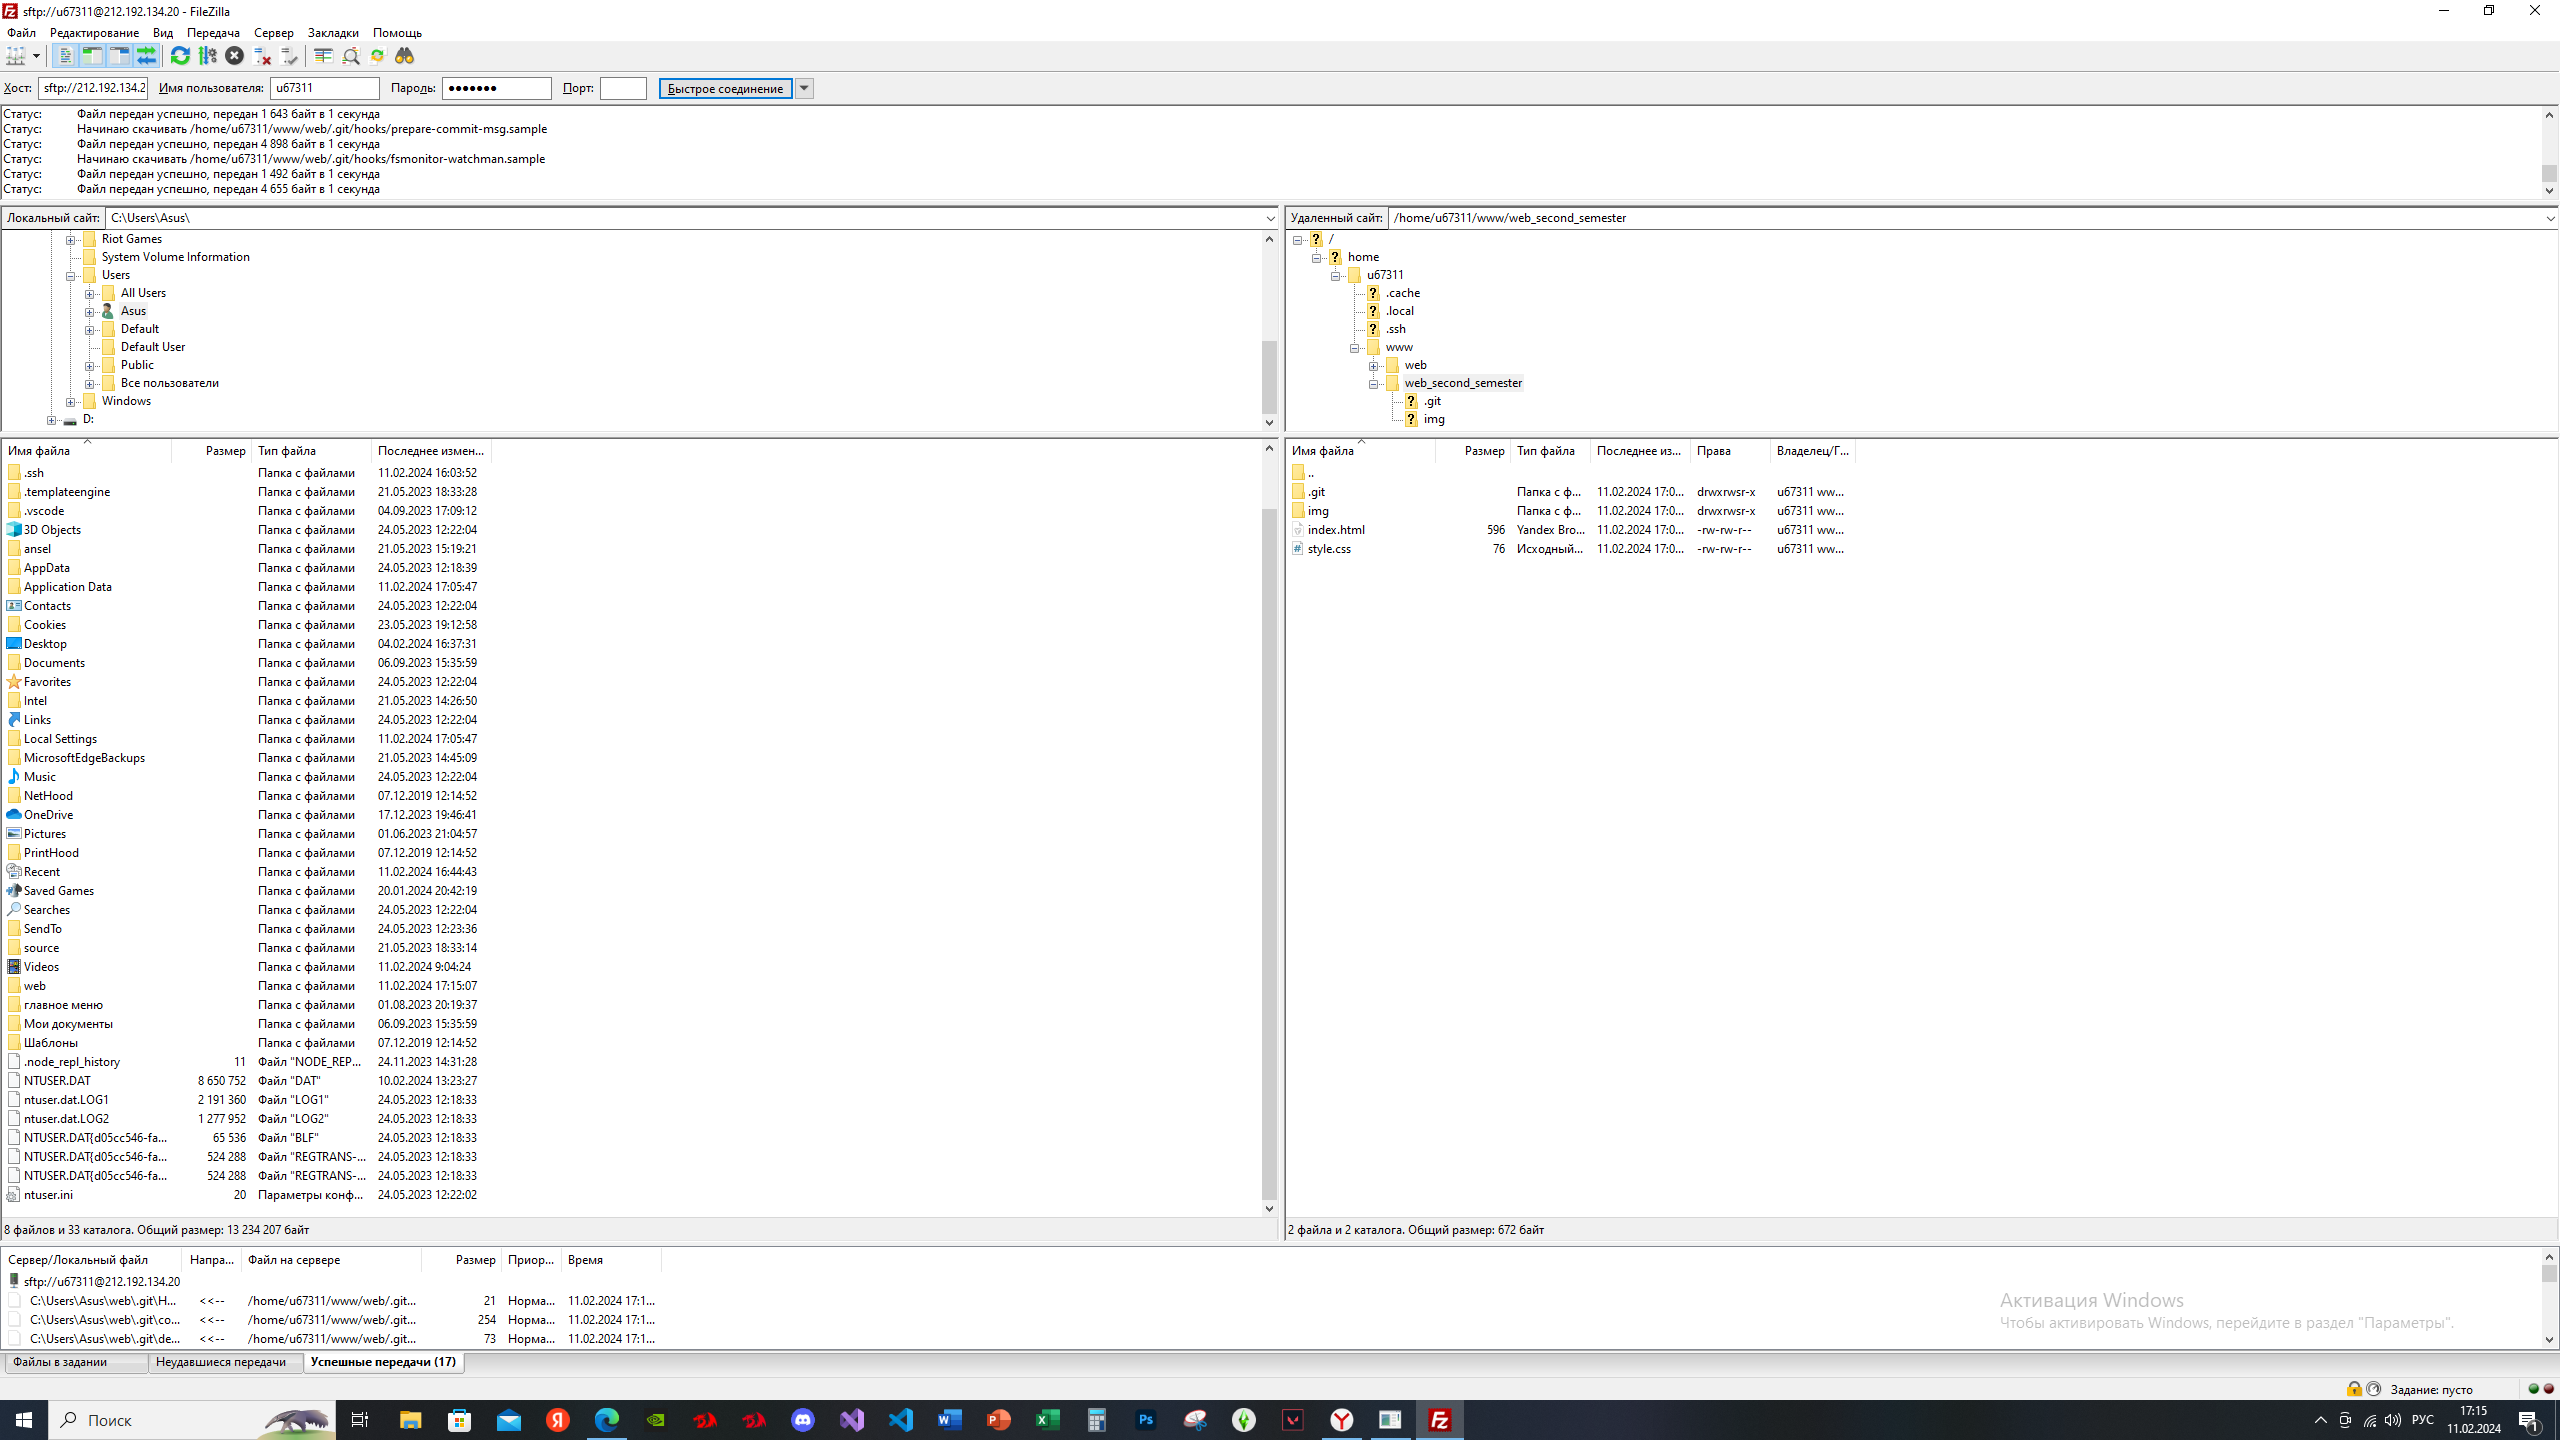 sftp://u67311@212.192.134.20 - FileZilla
Файл Редактирование Вид Передача Сервер Закладки Помощь
Хост: sftp://212.192.134.2 Имя пользователя: u67311 Пароль: ●●●●●●● Порт: Быстрое соединение
Статус: Файл передан успешно, передан 1 643 байт в 1 секунда
Статус: Начинаю скачивать /home/u67311/www/web/.git/hooks/prepare-commit-msg.sample
Статус: Файл передан успешно, передан 4 898 байт в 1 секунда
Статус: Начинаю скачивать /home/u67311/www/web/.git/hooks/fsmonitor-watchman.sample
Статус: Файл передан успешно, передан 1 492 байт в 1 секунда
Статус: Файл передан успешно, передан 4 655 байт в 1 секунда
Локальный сайт: C:\Users\Asus\
Riot Games
System Volume Information
Users
All Users
Asus
Default
Default User
Public
Все пользователи
Windows
D:
Имя файла Размер Тип файла Последнее измен...
.ssh Папка с файлами 11.02.2024 16:03:52
.templateengine Папка с файлами 21.05.2023 18:33:28
.vscode Папка с файлами 04.09.2023 17:09:12
3D Objects Папка с файлами 24.05.2023 12:22:04
ansel Папка с файлами 21.05.2023 15:19:21
AppData Папка с файлами 24.05.2023 12:18:39
Application Data Папка с файлами 11.02.2024 17:05:47
Contacts Папка с файлами 24.05.2023 12:22:04
Cookies Папка с файлами 23.05.2023 19:12:58
Desktop Папка с файлами 04.02.2024 16:37:31
Documents Папка с файлами 06.09.2023 15:35:59
Favorites Папка с файлами 24.05.2023 12:22:04
Intel Папка с файлами 21.05.2023 14:26:50
Links Папка с файлами 24.05.2023 12:22:04
Local Settings Папка с файлами 11.02.2024 17:05:47
MicrosoftEdgeBackups Папка с файлами 21.05.2023 14:45:09
Music Папка с файлами 24.05.2023 12:22:04
NetHood Папка с файлами 07.12.2019 12:14:52
OneDrive Папка с файлами 17.12.2023 19:46:41
Pictures Папка с файлами 01.06.2023 21:04:57
PrintHood Папка с файлами 07.12.2019 12:14:52
Recent Папка с файлами 11.02.2024 16:44:43
Saved Games Папка с файлами 20.01.2024 20:42:19
Searches Папка с файлами 24.05.2023 12:22:04
SendTo Папка с файлами 24.05.2023 12:23:36
source Папка с файлами 21.05.2023 18:33:14
Videos Папка с файлами 11.02.2024 9:04:24
web Папка с файлами 11.02.2024 17:15:07
главное меню Папка с файлами 01.08.2023 20:19:37
Мои документы Папка с файлами 06.09.2023 15:35:59
Шаблоны Папка с файлами 07.12.2019 12:14:52
.node_repl_history 11 Файл "NODE_REP... 24.11.2023 14:31:28
NTUSER.DAT 8 650 752 Файл "DAT" 10.02.2024 13:23:27
ntuser.dat.LOG1 2 191 360 Файл "LOG1" 24.05.2023 12:18:33
ntuser.dat.LOG2 1 277 952 Файл "LOG2" 24.05.2023 12:18:33
NTUSER.DAT{d05cc546-fa... 65 536 Файл "BLF" 24.05.2023 12:18:33
NTUSER.DAT{d05cc546-fa... 524 288 Файл "REGTRANS-... 24.05.2023 12:18:33
NTUSER.DAT{d05cc546-fa... 524 288 Файл "REGTRANS-... 24.05.2023 12:18:33
ntuser.ini 20 Параметры конф... 24.05.2023 12:22:02
8 файлов и 33 каталога. Общий размер: 13 234 207 байт
Удаленный сайт: /home/u67311/www/web_second_semester
/
home
u67311
.cache
.local
.ssh
www
web
web_second_semester
.git
img
Имя файла Размер Тип файла Последнее из... Права Владелец/Г...
..
.git Папка с ф... 11.02.2024 17:0... drwxrwsr-x u67311 ww...
img Папка с ф... 11.02.2024 17:0... drwxrwsr-x u67311 ww...
index.html 596 Yandex Bro... 11.02.2024 17:0... -rw-rw-r-- u67311 ww...
style.css 76 Исходный... 11.02.2024 17:0... -rw-rw-r-- u67311 ww...
2 файла и 2 каталога. Общий размер: 672 байт
Сервер/Локальный файл Напра... Файл на сервере Размер Приор... Время
sftp://u67311@212.192.134.20
C:\Users\Asus\web\.git\H... <<-- /home/u67311/www/web/.git... 21 Норма... 11.02.2024 17:1...
C:\Users\Asus\web\.git\co... <<-- /home/u67311/www/web/.git... 254 Норма... 11.02.2024 17:1...
C:\Users\Asus\web\.git\de... <<-- /home/u67311/www/web/.git... 73 Норма... 11.02.2024 17:1...
Активация Windows
Чтобы активировать Windows, перейдите в раздел "Параметры".
Файлы в задании Неудавшиеся передачи Успешные передачи (17)
Задание: пусто
Поиск
РУС
17:15
11.02.2024
1